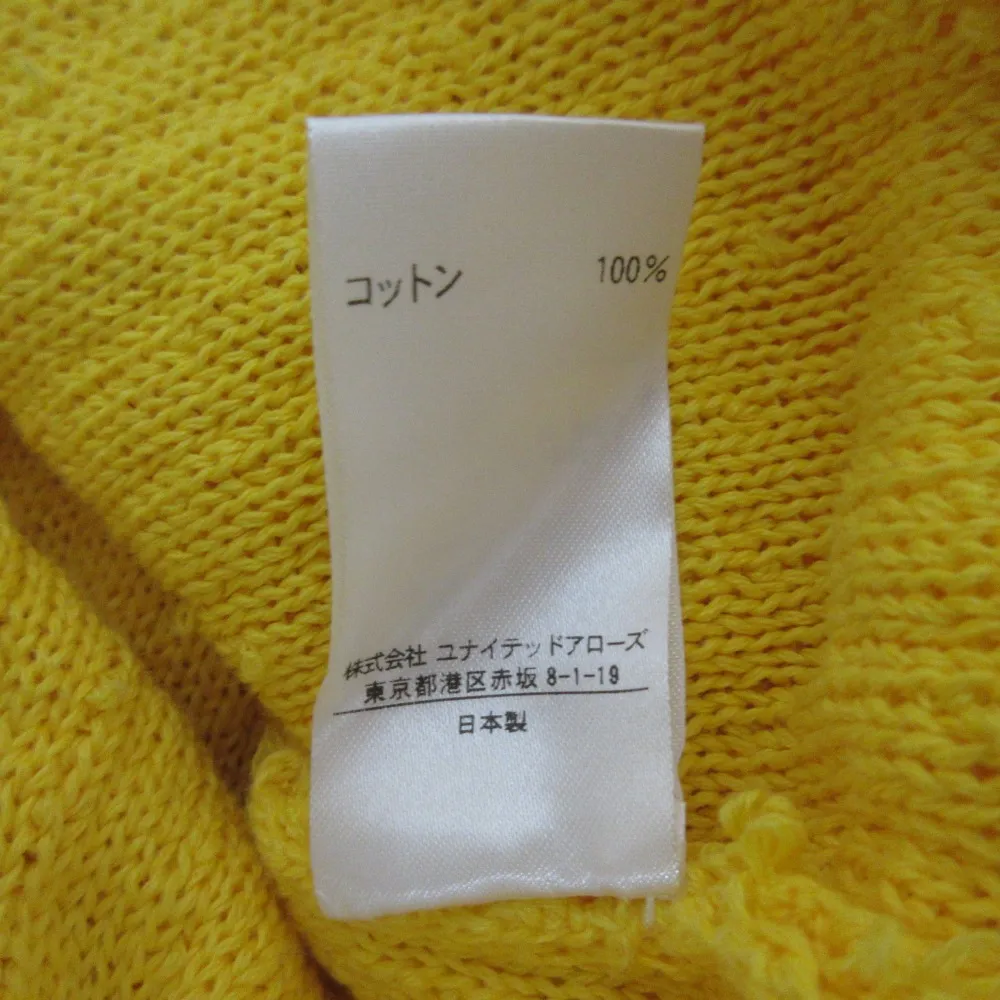 コットン 100%
株式会社 ユナイテッドアローズ
東京都港区赤坂 8-1-19
日本製